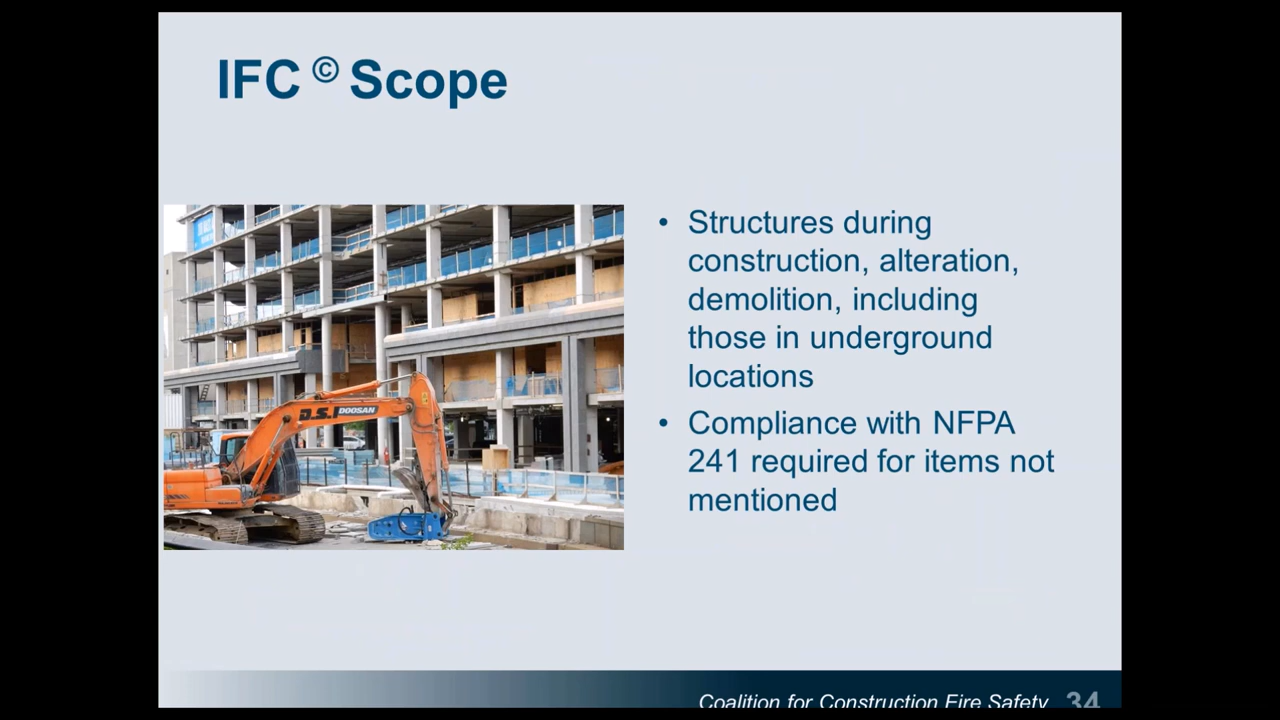 IFC © Scope
• Structures during
construction, alteration,
demolition, including
those in underground
locations
• Compliance with NFPA
241 required for items not
mentioned
D.S.I DOOSAN
Coalition for Construction Fire Safety 34